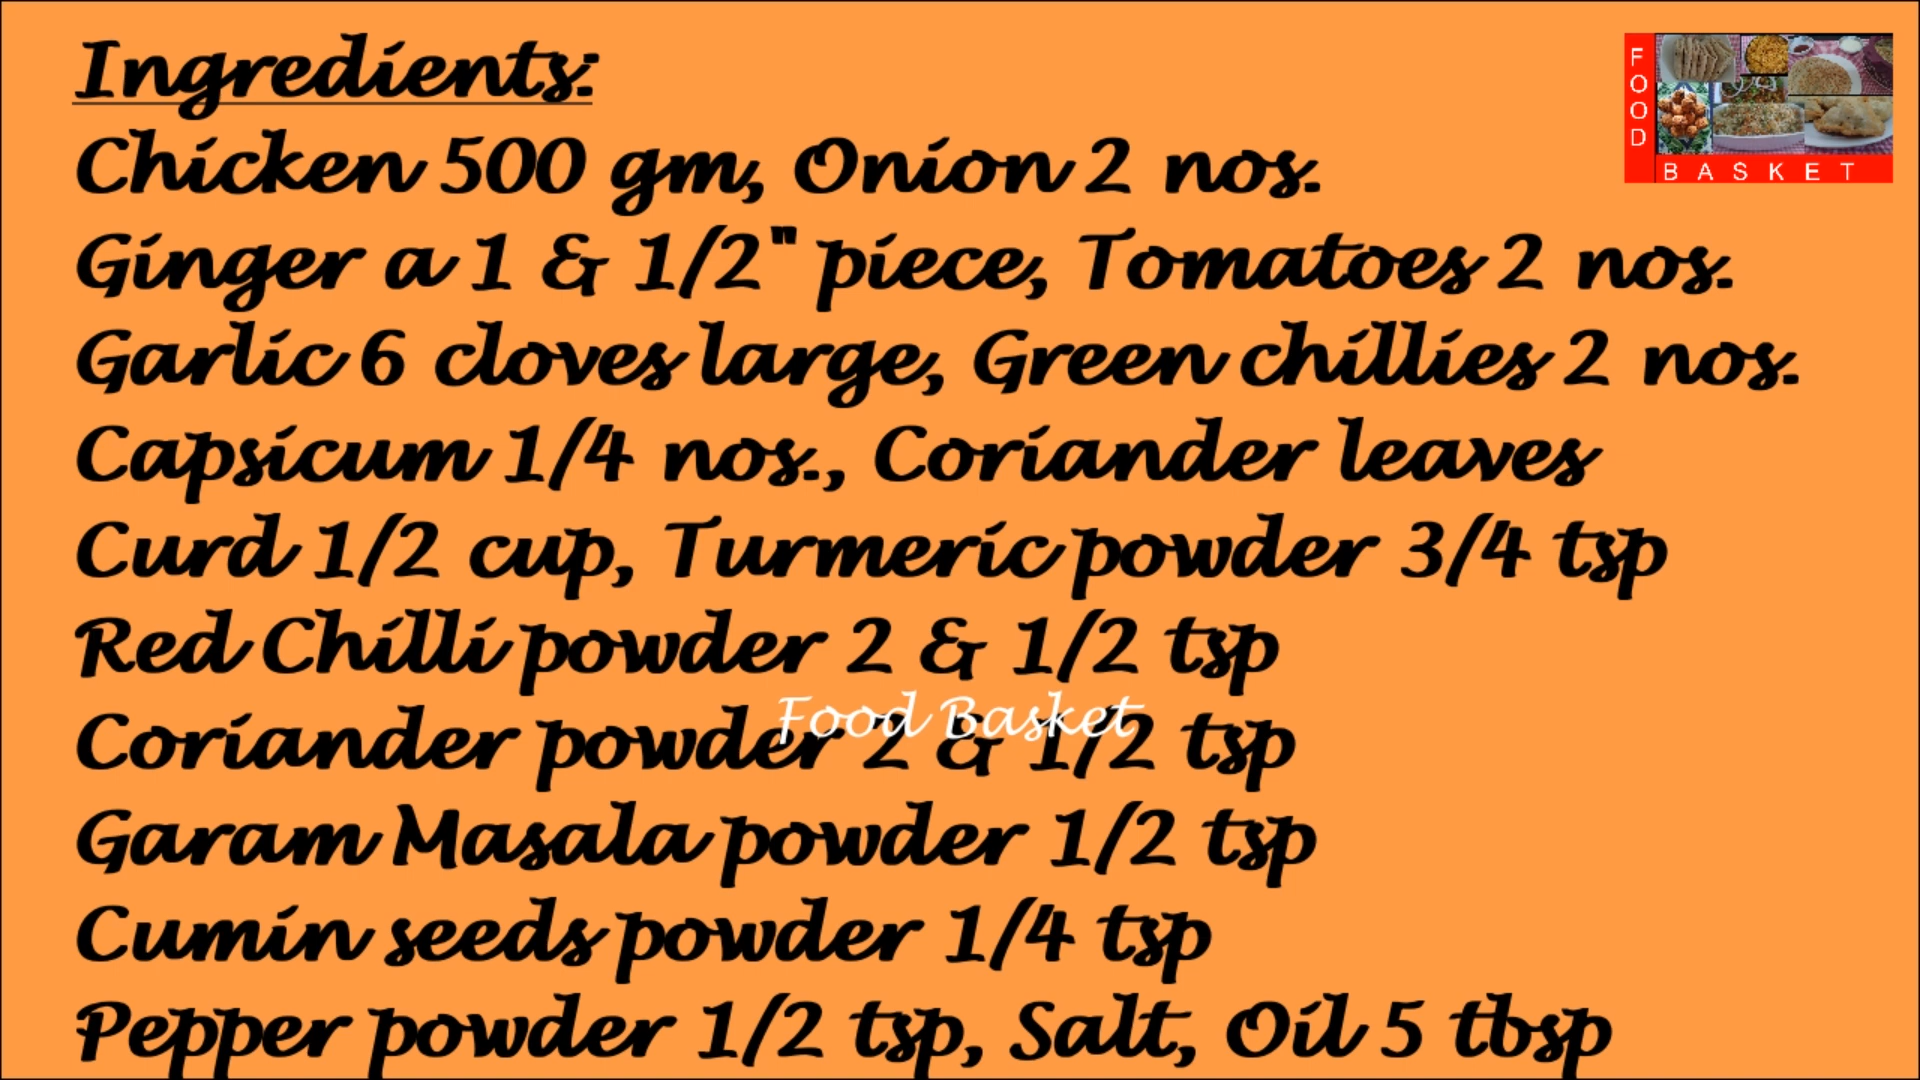 Ingredients:
Chicken 500 gm, Onion 2 nos.
Ginger a 1 & 1/2" piece, Tomatoes 2 nos.
Garlic 6 cloves large, Green chillies 2 nos.
Capsicum 1/4 nos., Coriander leaves
Curd 1/2 cup, Turmeric powder 3/4 tsp
Red Chilli powder 2 & 1/2 tsp
Coriander powder 2 & 1/2 tsp
Garam Masala powder 1/2 tsp
Cumin seeds powder 1/4 tsp
Pepper powder 1/2 tsp, Salt, Oil 5 tbsp
Food Basket
FOOD
BASKET